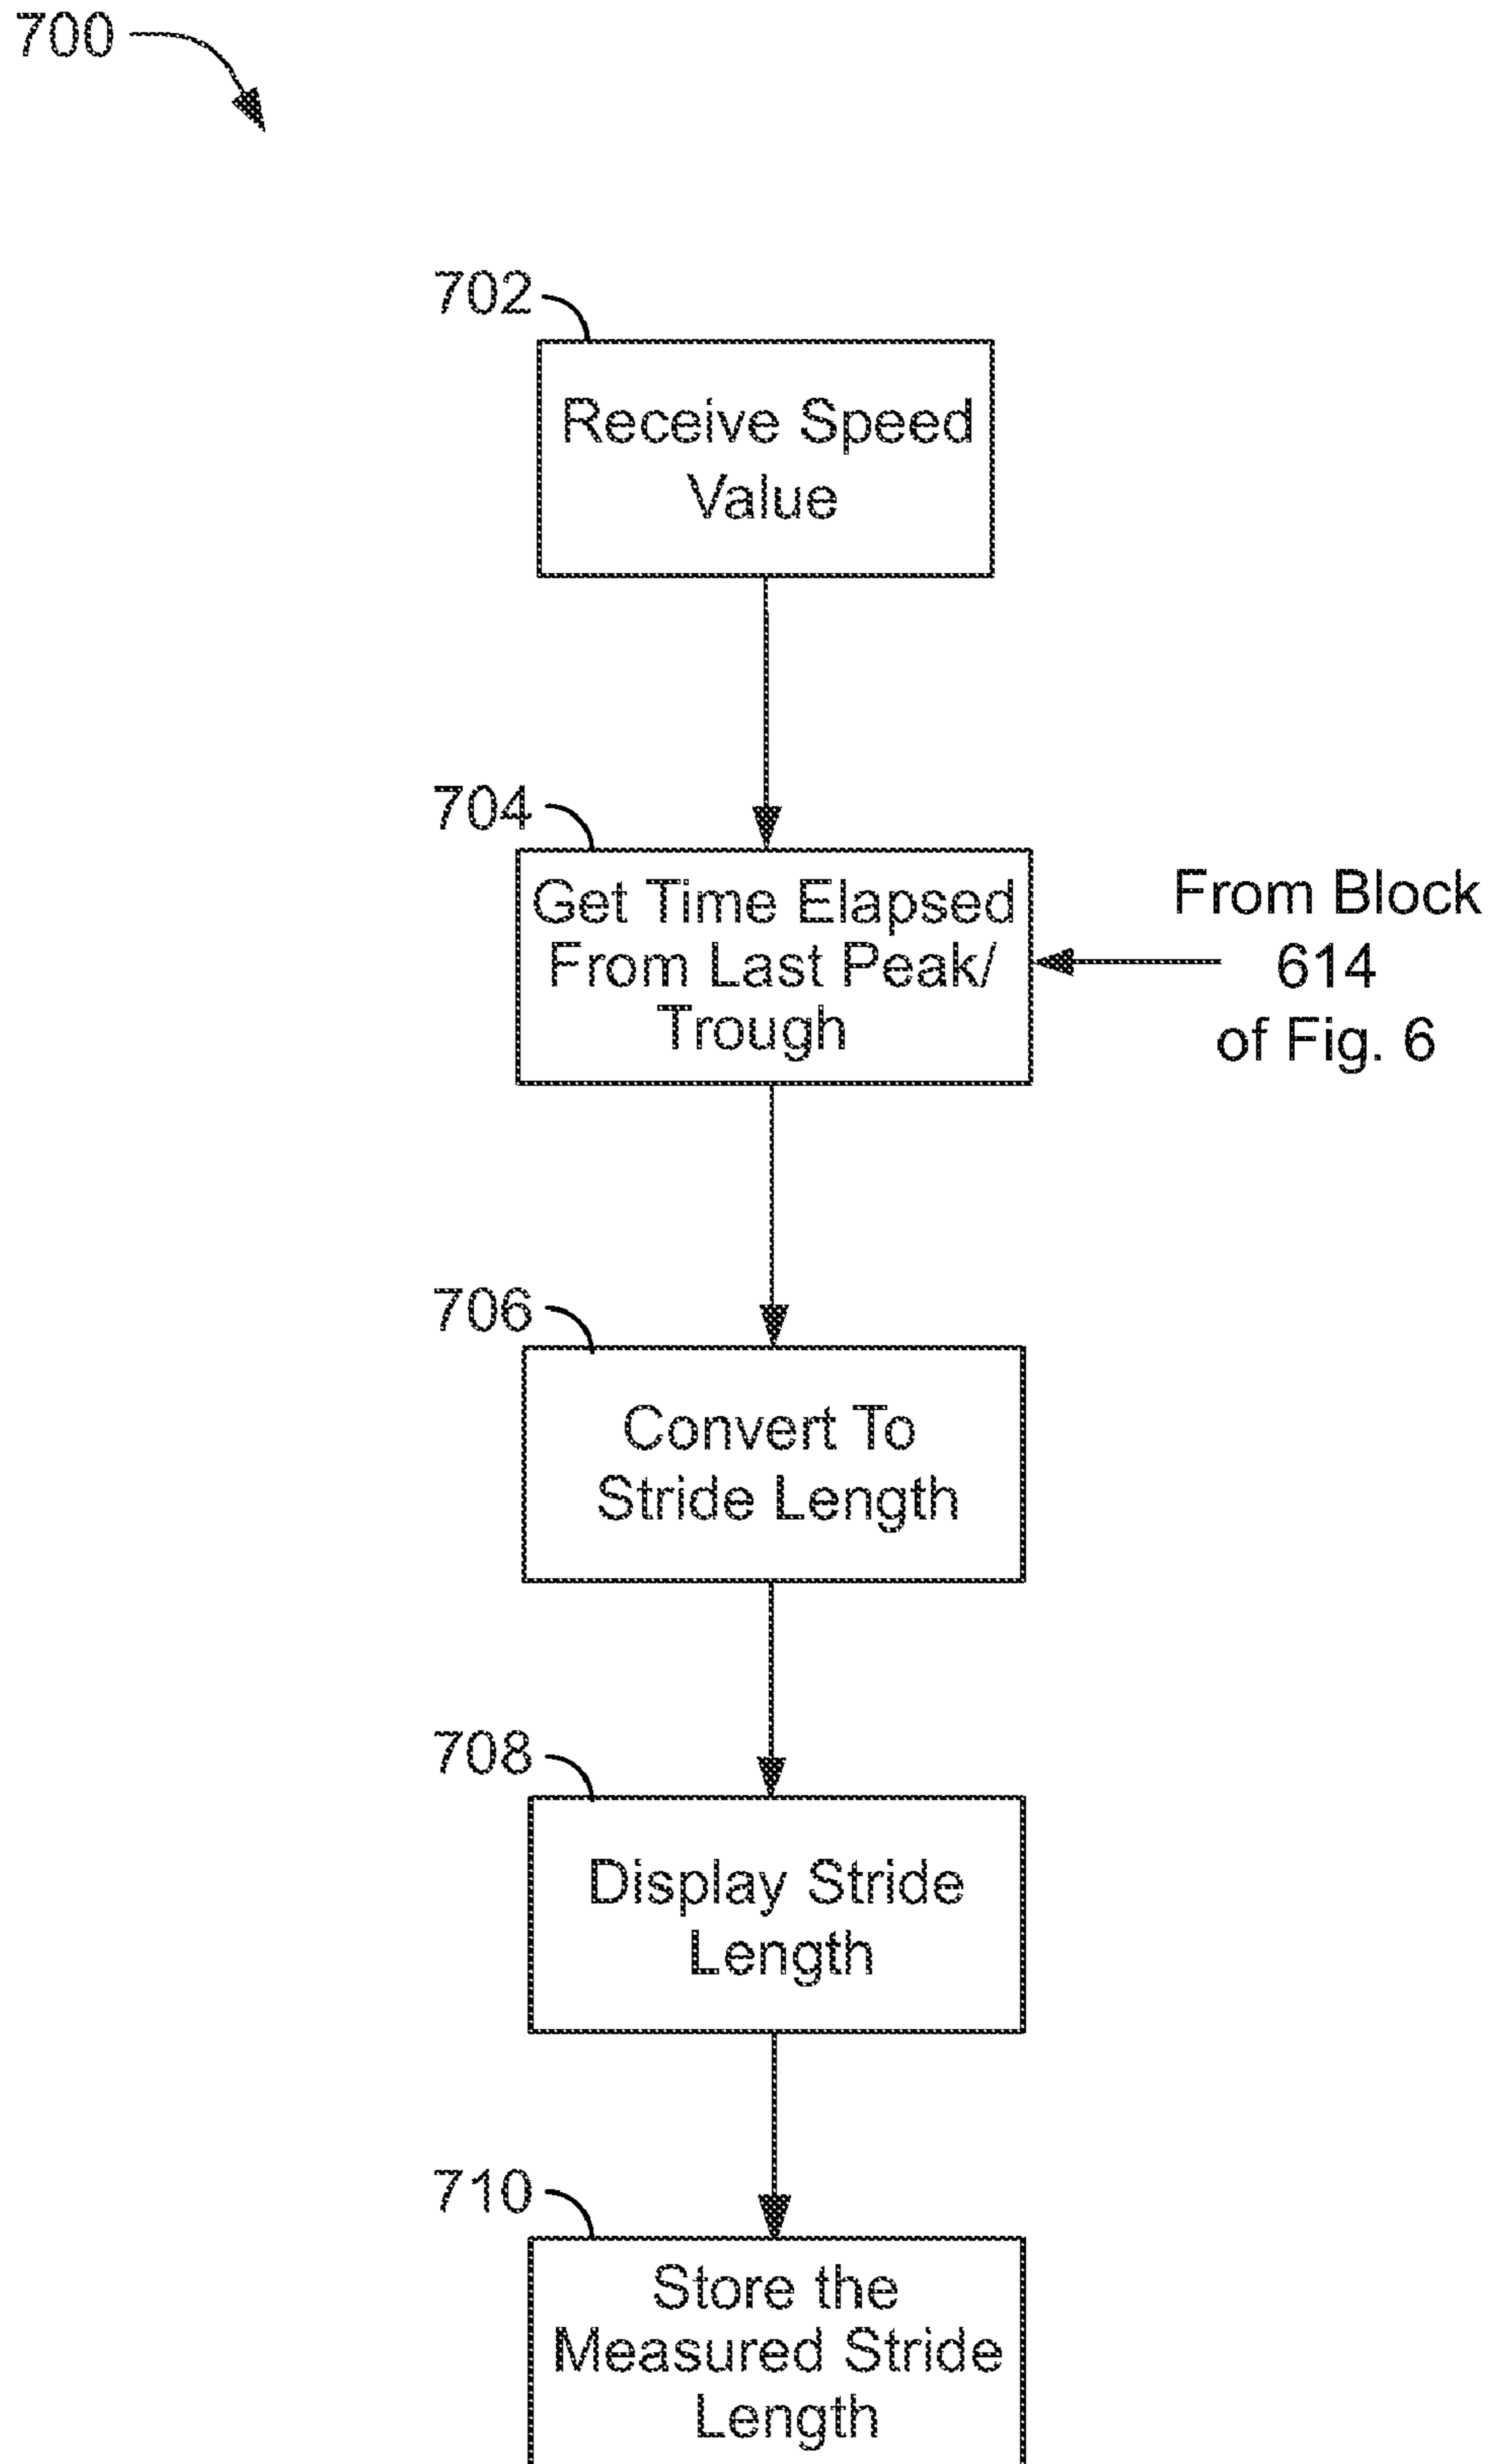 700
702
Receive Speed
Value
704
Get Time Elapsed
From Last Peak/
Trough
From Block
614
of Fig. 6
706
Convert To
Stride Length
708
Display Stride
Length
710
Store the
Measured Stride
Length